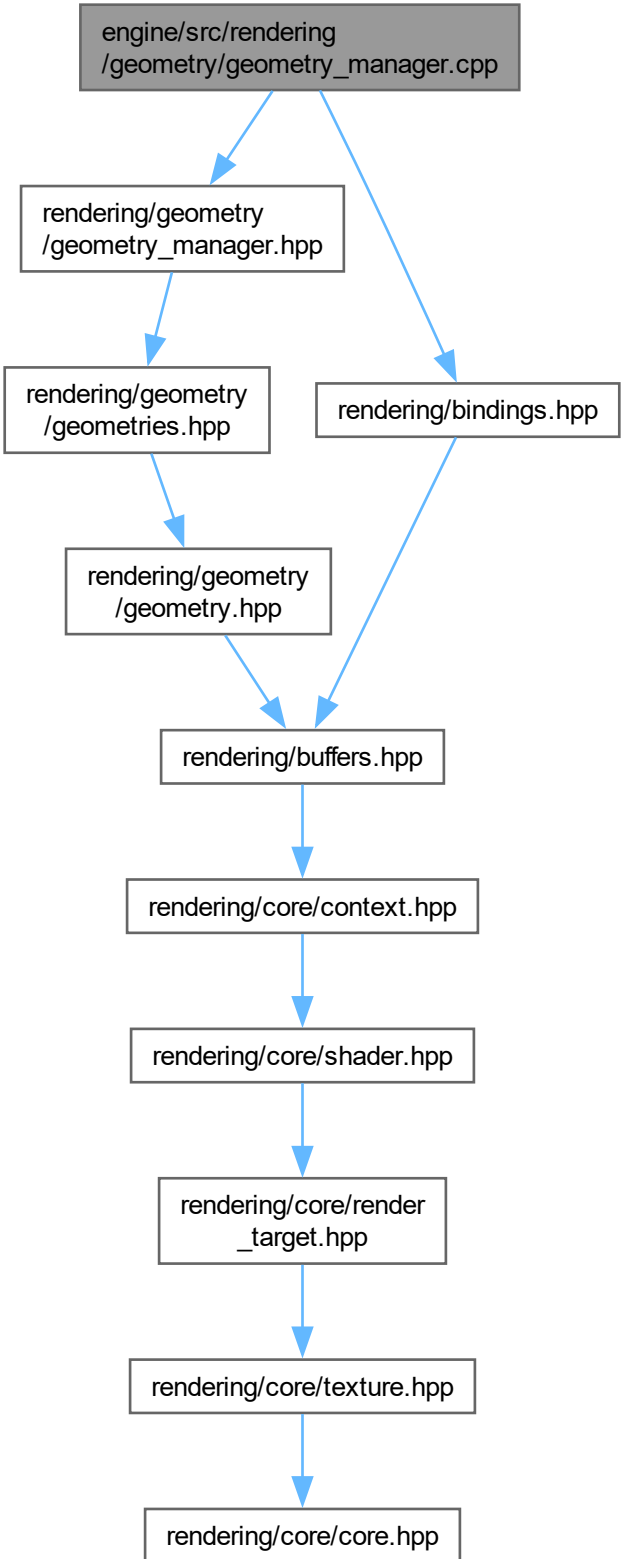 engine/src/rendering
/geometry/geometry_manager.cpp
rendering/geometry
/geometry_manager.hpp
rendering/geometry
/geometries.hpp
rendering/bindings.hpp
rendering/geometry
/geometry.hpp
rendering/buffers.hpp
rendering/core/context.hpp
rendering/core/shader.hpp
rendering/core/render
_target.hpp
rendering/core/texture.hpp
rendering/core/core.hpp